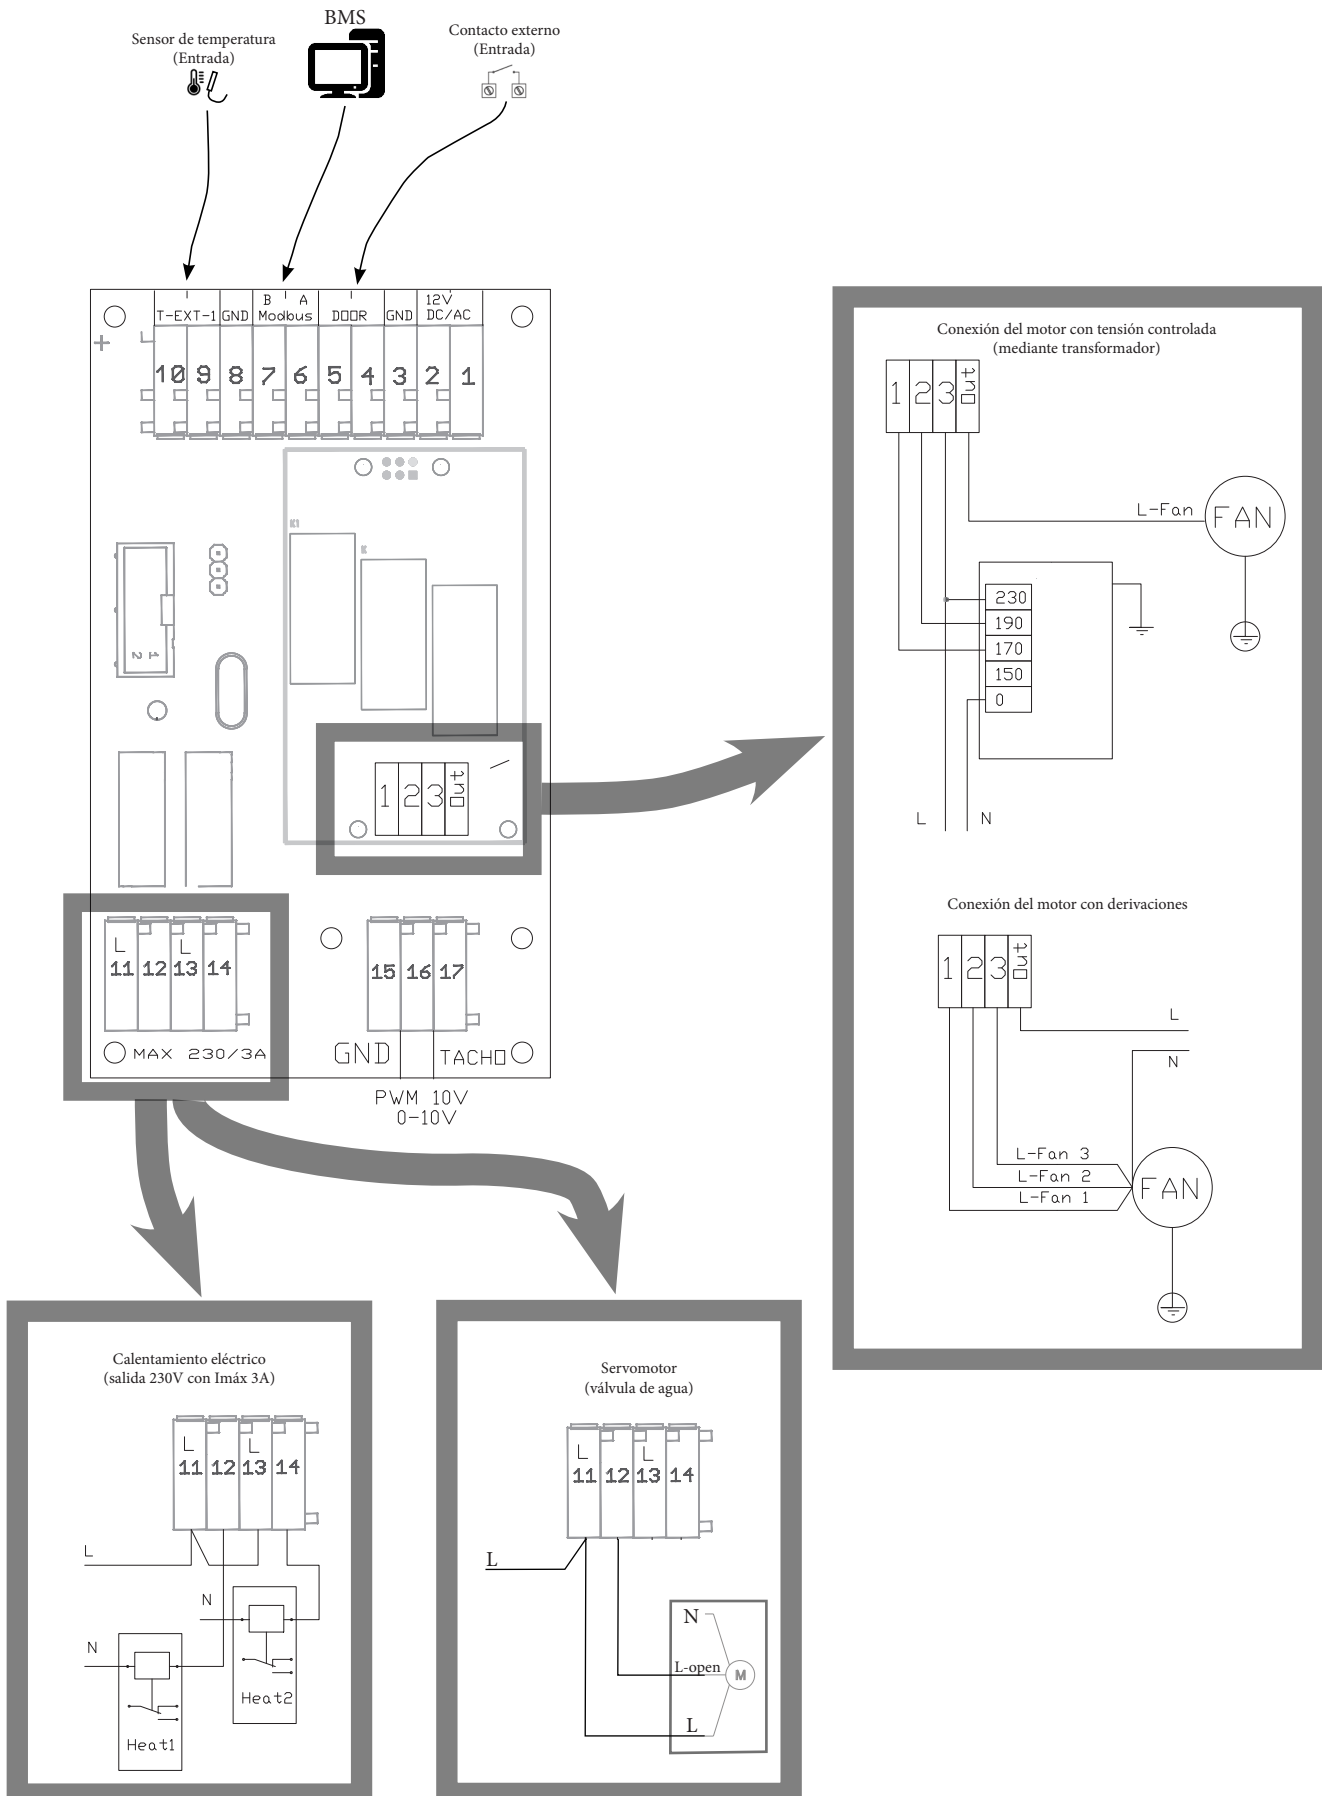 BMS
Sensor de temperatura
(Entrada)
Contacto externo
(Entrada)
T-EXT-1 GND B A Modbus DOOR GND 12V DC/AC
10 9 8 7 6 5 4 3 2 1
K1
K
1
2
1 2 3 Out
L L
11 12 13 14
MAX 230/3A
15 16 17
GND TACHO
PWM 10V
0-10V
Conexión del motor con tensión controlada
(mediante transformador)
1 2 3 Out
L-Fan FAN
230
190
170
150
0
L N
Conexión del motor con derivaciones
1 2 3 Out
L
N
L-Fan 3
L-Fan 2
L-Fan 1
FAN
Calentamiento eléctrico
(salida 230V con Imáx 3A)
L L
11 12 13 14
L
N
N
Heat2
Heat1
Servomotor
(válvula de agua)
L L
11 12 13 14
L
N
L-open
M
L